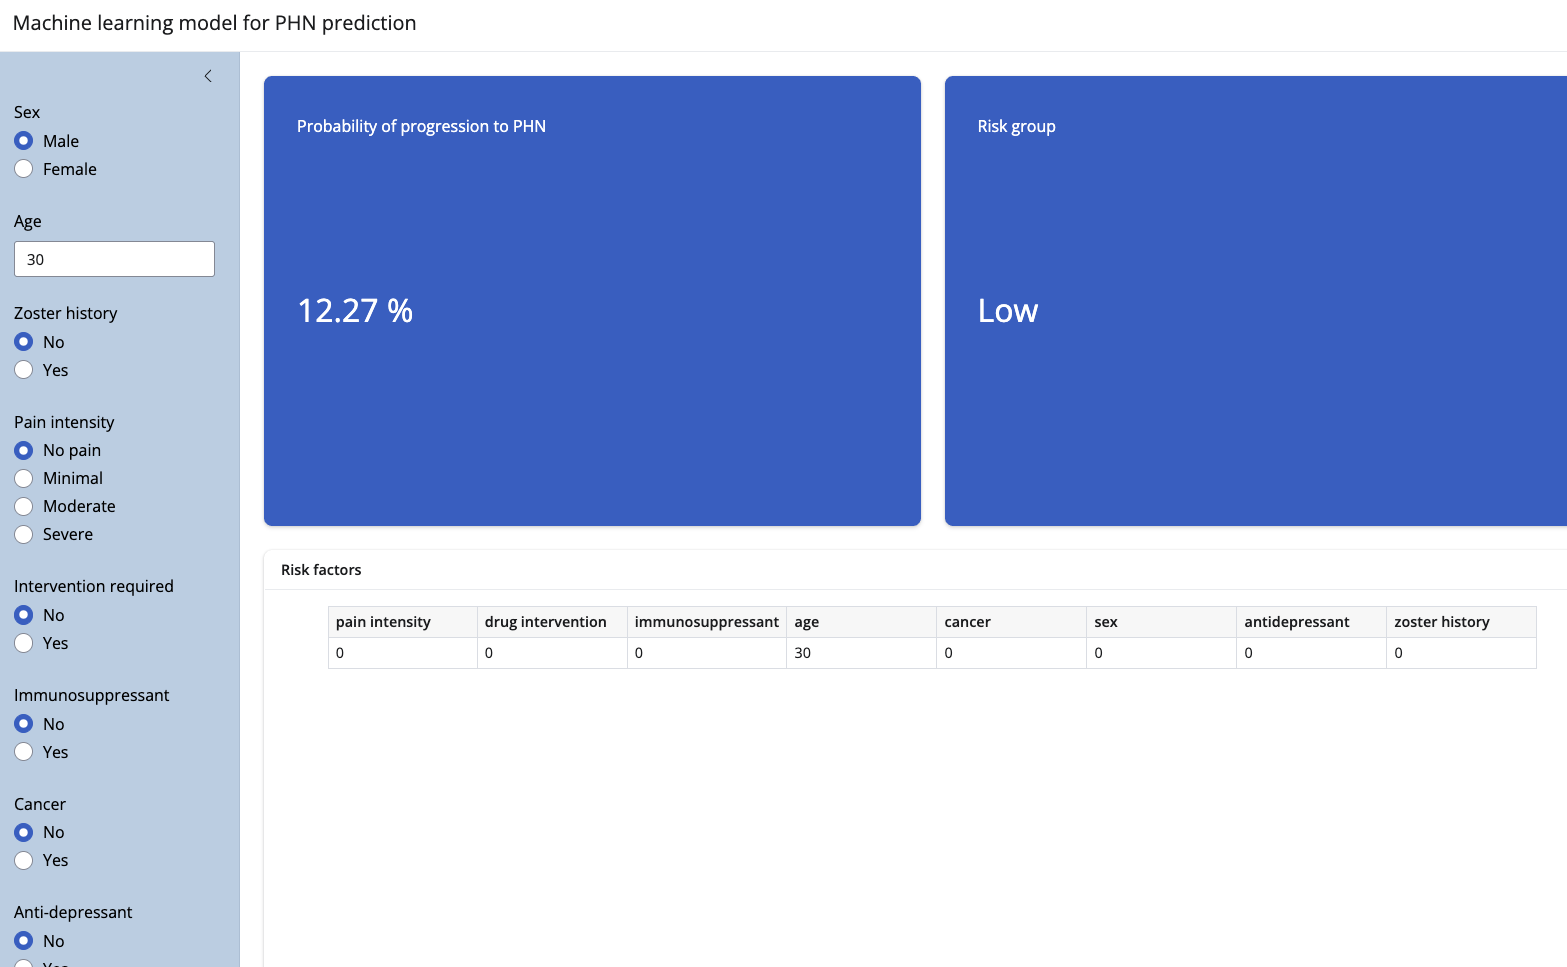 Machine learning model for PHN prediction
Sex
Male
Female
Age
30
Zoster history
No
Yes
Pain intensity
No pain
Minimal
Moderate
Severe
Intervention required
No
Yes
Immunosuppressant
No
Yes
Cancer
No
Yes
Anti-depressant
No
Yes
Probability of progression to PHN
12.27 %
Risk group
Low
Risk factors
pain intensity drug intervention immunosuppressant age cancer sex antidepressant zoster history
0 0 0 30 0 0 0 0